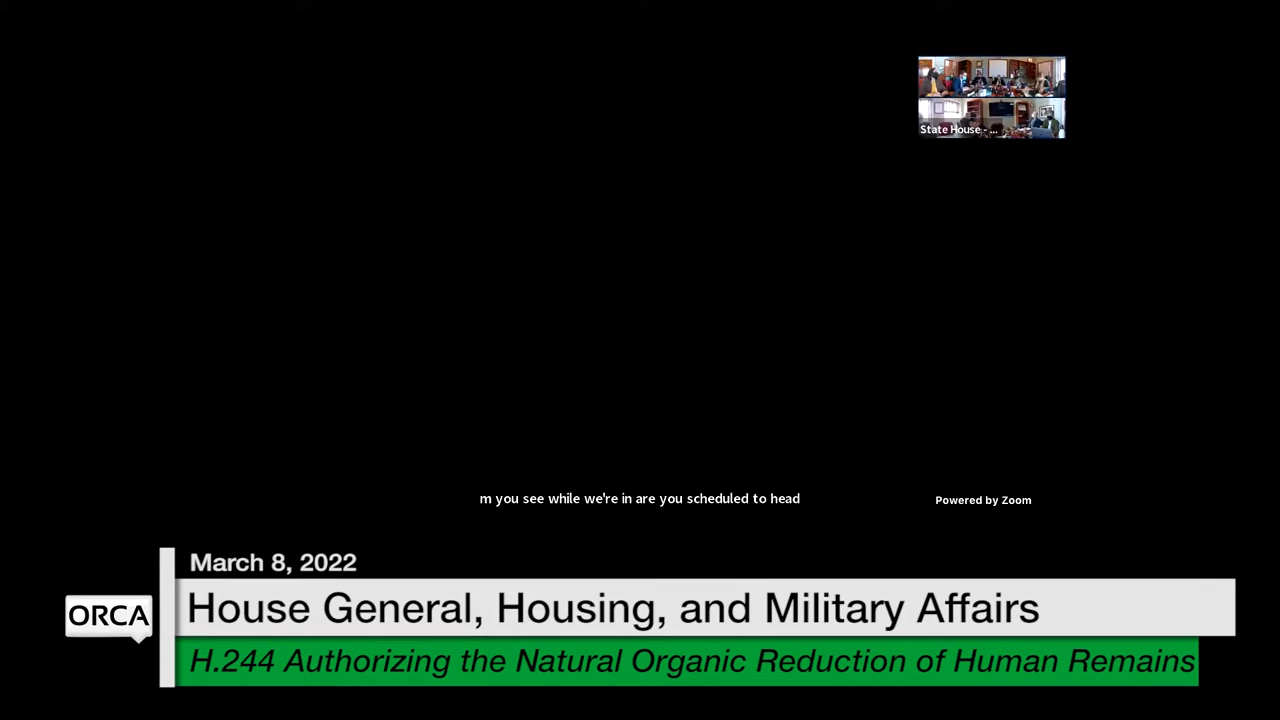 State House - ...
m you see while we're in are you scheduled to head
Powered by Zoom
March 8, 2022
House General, Housing, and Military Affairs
ORCA
H.244 Authorizing the Natural Organic Reduction of Human Remains